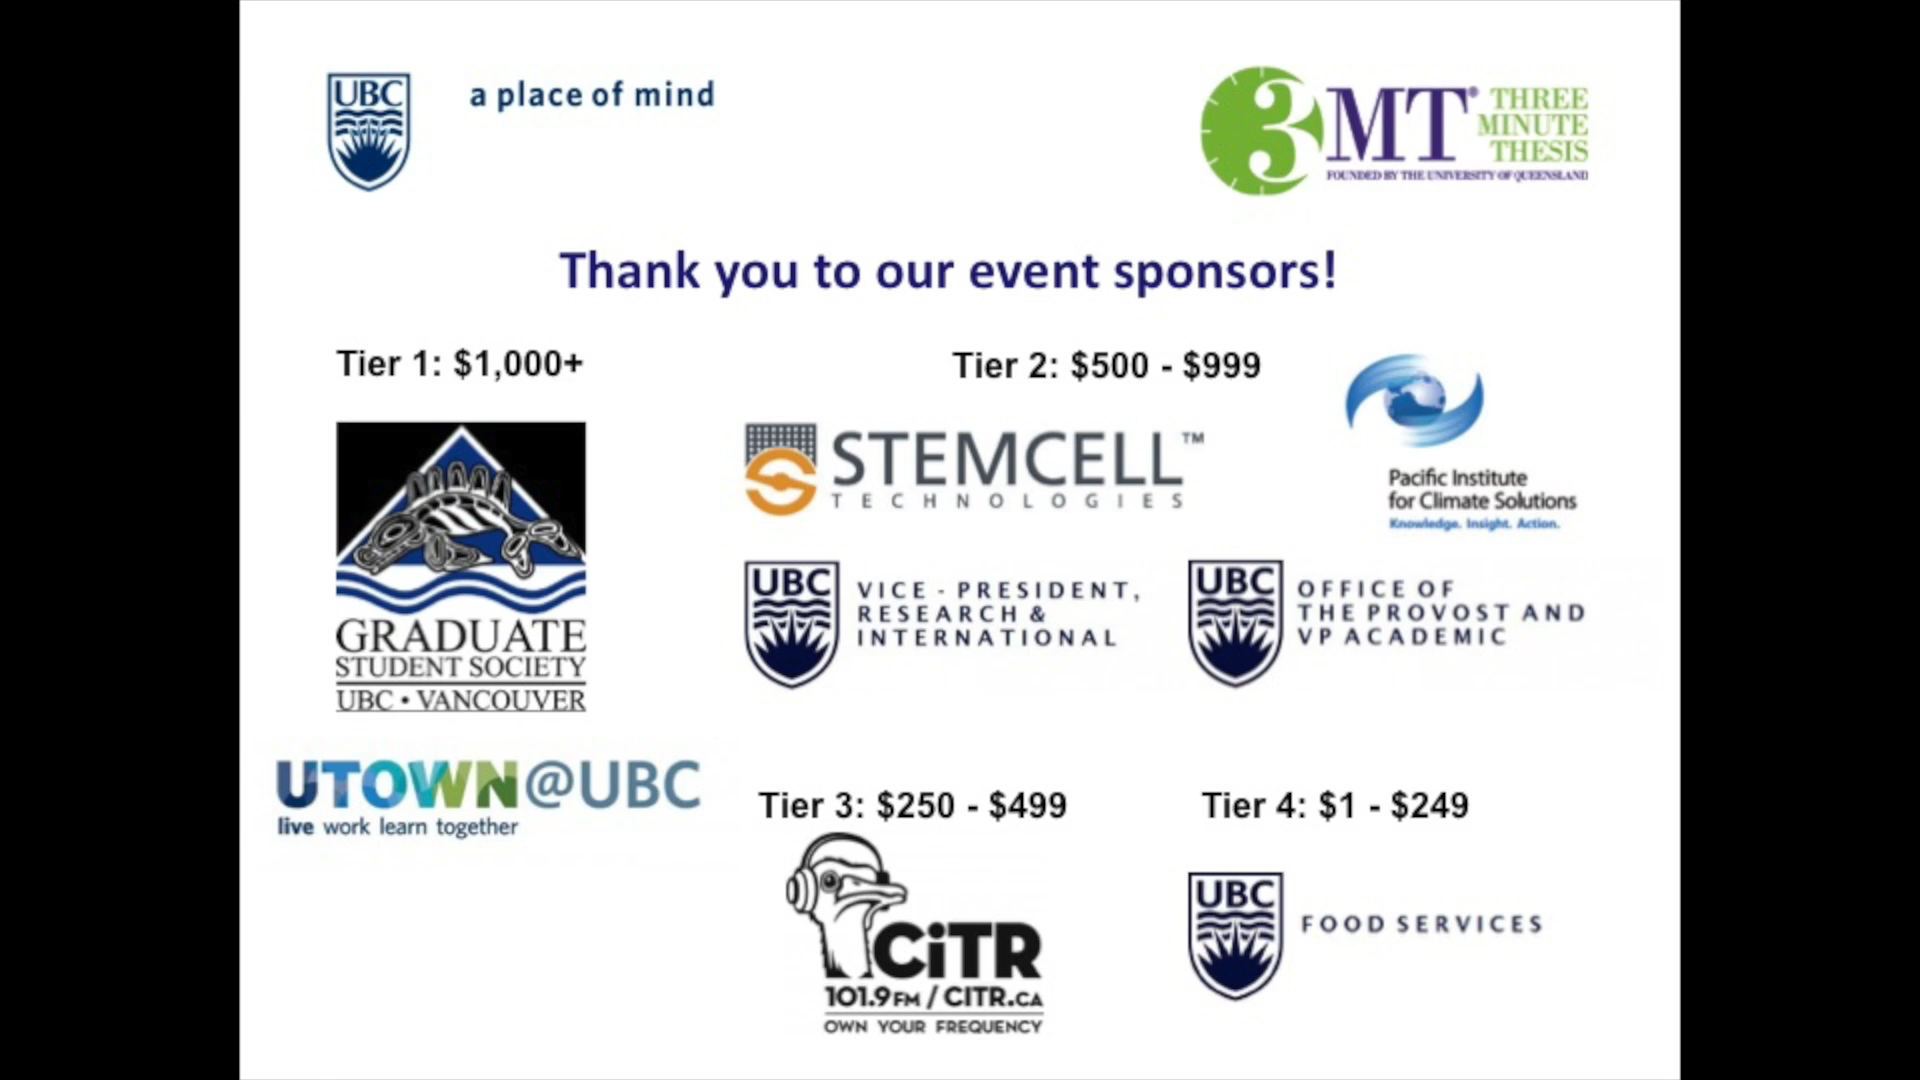 UBC
a place of mind
3MT® THREE
MINUTE
THESIS
FOUNDED BY THE UNIVERSITY OF QUEENSLAND
Thank you to our event sponsors!
Tier 1: $1,000+
GRADUATE
STUDENT SOCIETY
UBC • VANCOUVER
UTOWN@UBC
live work learn together
Tier 2: $500 - $999
STEMCELL™
TECHNOLOGIES
Pacific Institute
for Climate Solutions
Knowledge. Insight. Action.
UBC
VICE - PRESIDENT,
RESEARCH &
INTERNATIONAL
UBC
OFFICE OF
THE PROVOST AND
VP ACADEMIC
Tier 3: $250 - $499
CiTR
101.9FM / CITR.CA
OWN YOUR FREQUENCY
Tier 4: $1 - $249
UBC
FOOD SERVICES